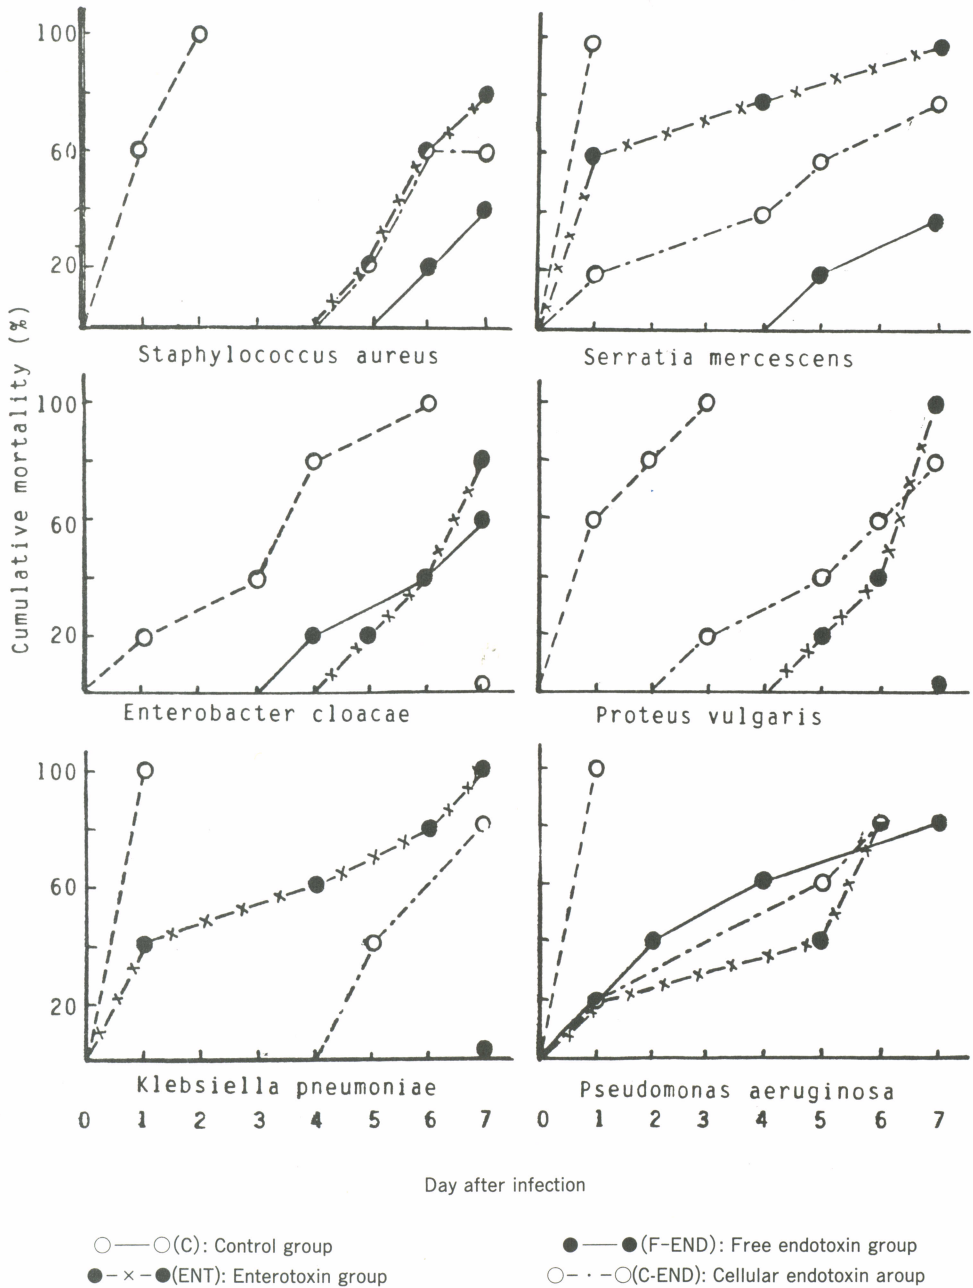 100
60
20
Staphylococcus aureus
Serratia mercescens
Cumulative mortality (%)
100
60
20
Enterobacter cloacae
Proteus vulgaris
100
60
20
Klebsiella pneumoniae
Pseudomonas aeruginosa
0 1 2 3 4 5 6 7
0 1 2 3 4 5 6 7
Day after infection
(C): Control group
(F-END): Free endotoxin group
(ENT): Enterotoxin group
(C-END): Cellular endotoxin aroup